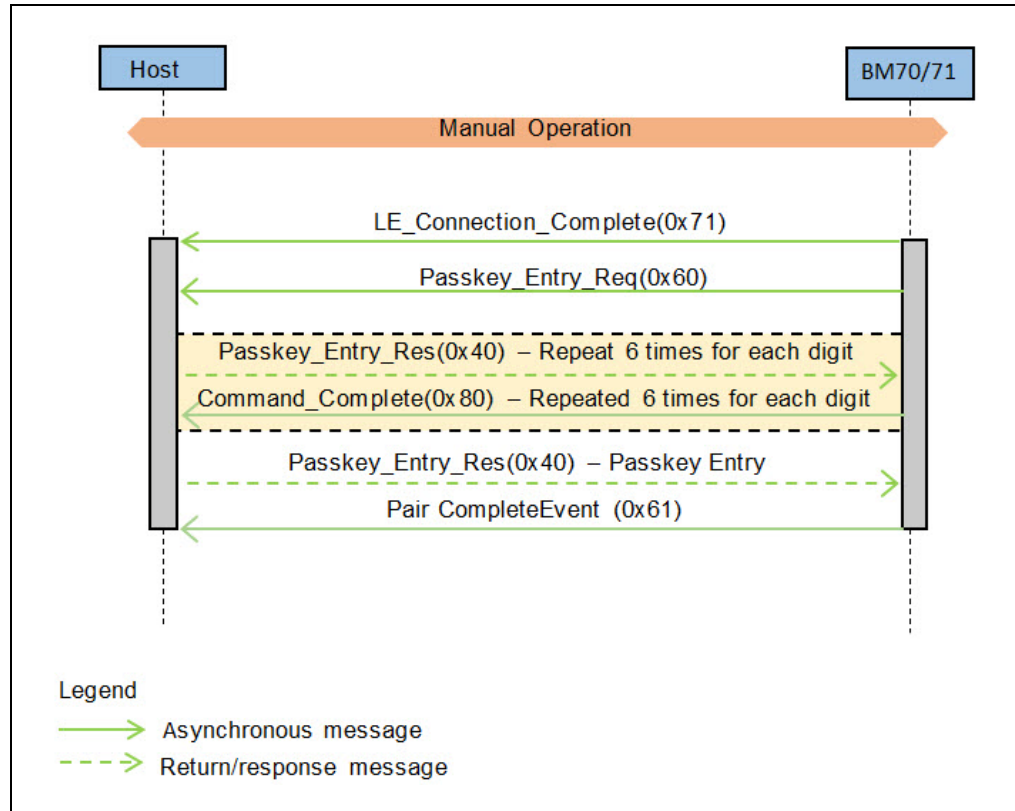 Host
BM70/71
Manual Operation
LE_Connection_Complete(0x71)
Passkey_Entry_Req(0x60)
Passkey_Entry_Res(0x40) – Repeat 6 times for each digit
Command_Complete(0x80) – Repeated 6 times for each digit
Passkey_Entry_Res(0x40) – Passkey Entry
Pair CompleteEvent (0x61)
Legend
Asynchronous message
Return/response message